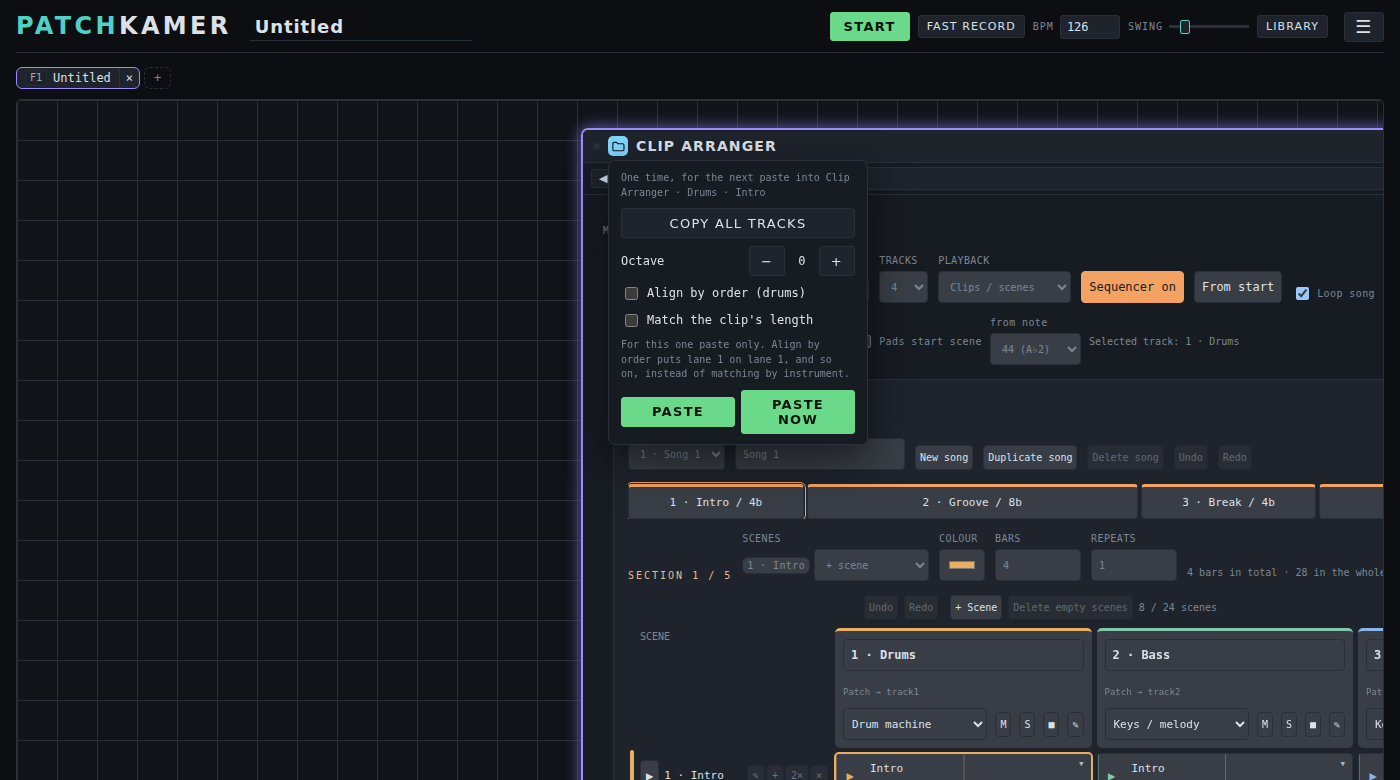 PATCHKAMER Untitled START FAST RECORD BPM 126 SWING LIBRARY ☰
F1 Untitled × +
CLIP ARRANGER
One time, for the next paste into Clip
Arranger · Drums · Intro
COPY ALL TRACKS
Octave − 0 +
Align by order (drums)
Match the clip's length
For this one paste only. Align by
order puts lane 1 on lane 1, and so
on, instead of matching by instrument.
PASTE
PASTE
NOW
TRACKS PLAYBACK
4 Clips / scenes Sequencer on From start Loop song
from note
Pads start scene 44 (A♭2) Selected track: 1 · Drums
1 · Song 1 Song 1 New song Duplicate song Delete song Undo Redo
1 · Intro / 4b 2 · Groove / 8b 3 · Break / 4b
SCENES COLOUR BARS REPEATS
SECTION 1 / 5 1 · Intro + scene 4 1 4 bars in total · 28 in the whole
Undo Redo + Scene Delete empty scenes 8 / 24 scenes
SCENE
1 · Drums 2 · Bass 3
Patch → track1 Patch → track2 Pat
Drum machine M S ■ ✎ Keys / melody M S ■ ✎
▶ 1 · Intro ✎ + 2× × ▶ Intro ▾ ▶ Intro ▾ ▶